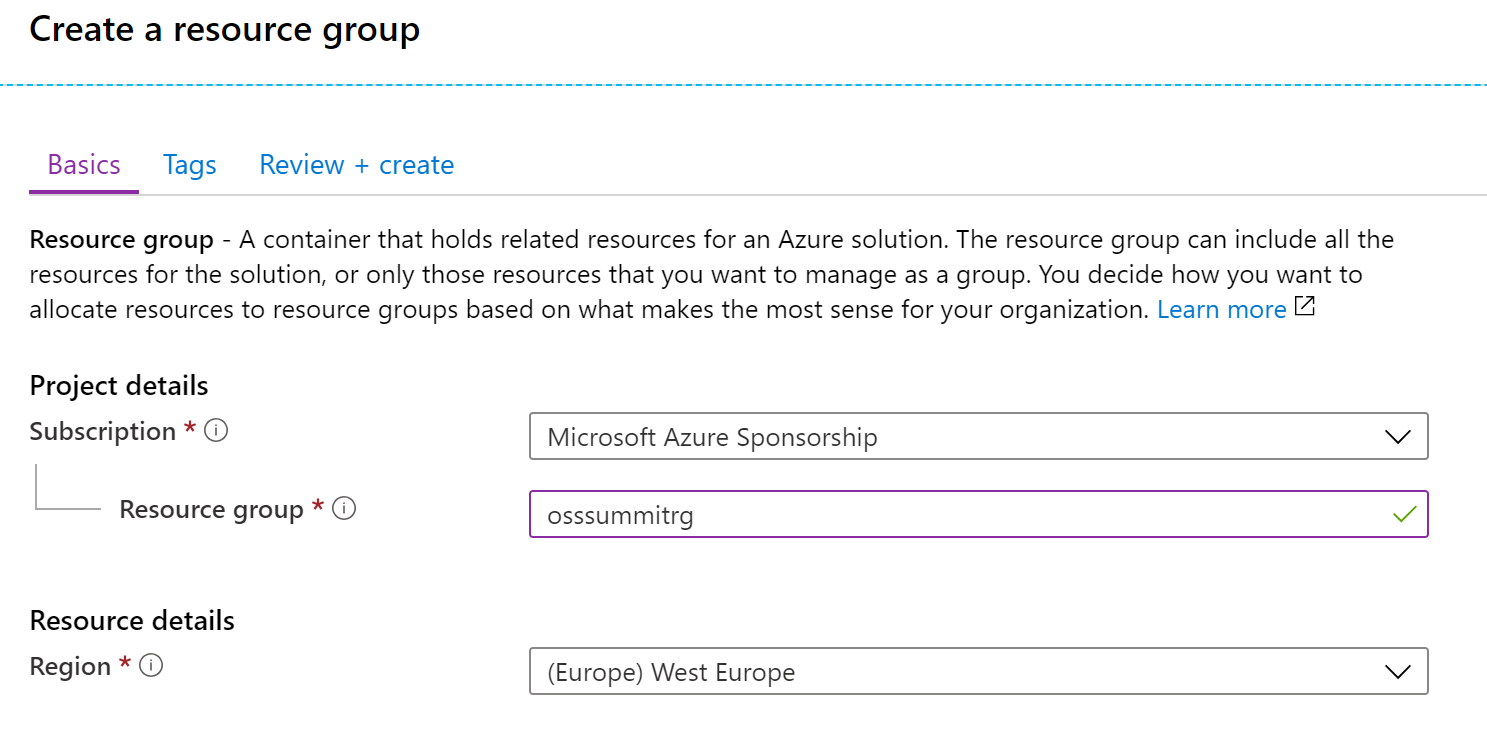 Create a resource group
Basics Tags Review + create
Resource group - A container that holds related resources for an Azure solution. The resource group can include all the
resources for the solution, or only those resources that you want to manage as a group. You decide how you want to
allocate resources to resource groups based on what makes the most sense for your organization. Learn more
Project details
Subscription * Microsoft Azure Sponsorship
Resource group * osssummitrg
Resource details
Region * (Europe) West Europe